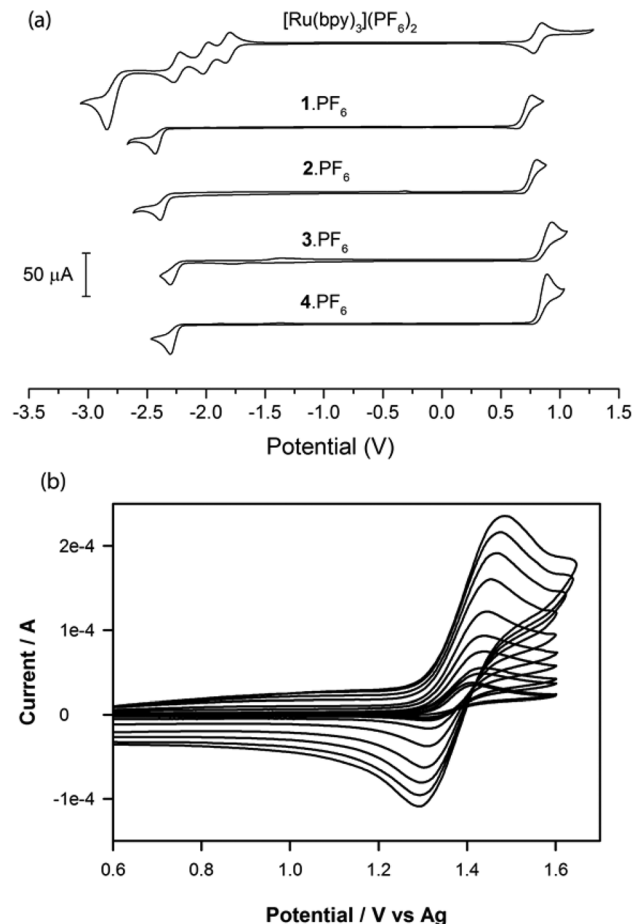 (a)
[Ru(bpy)₃](PF₆)₂
1.PF₆
2.PF₆
3.PF₆
50 μA
4.PF₆
-3.5 -3.0 -2.5 -2.0 -1.5 -1.0 -0.5 0.0 0.5 1.0 1.5
Potential (V)
(b)
2e-4
1e-4
0
-1e-4
Current / A
0.6 0.8 1.0 1.2 1.4 1.6
Potential / V vs Ag